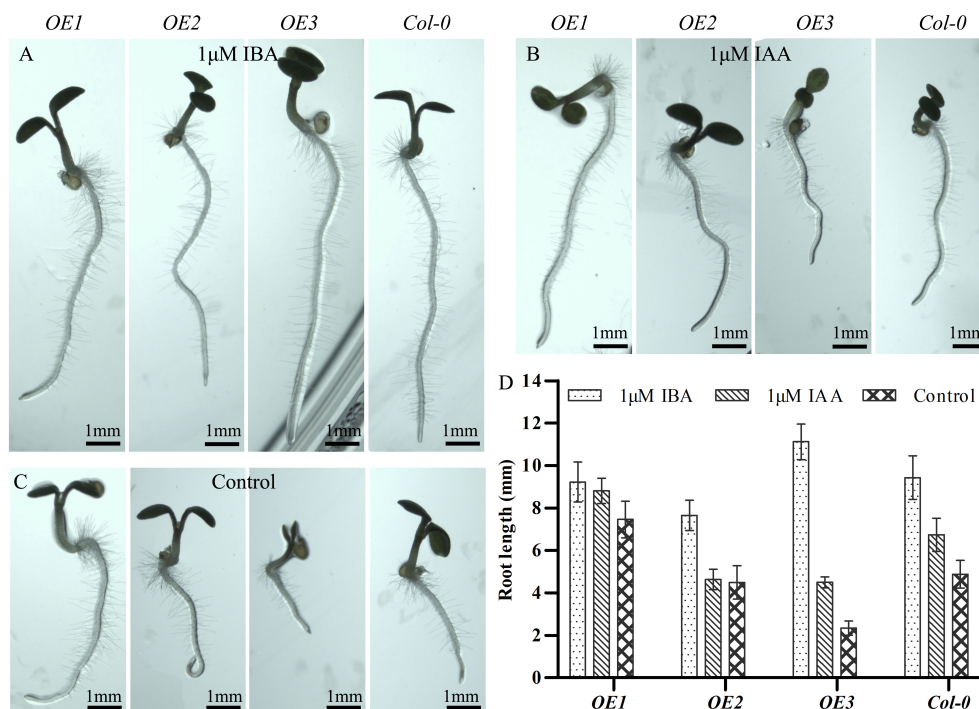 OE1 OE2 OE3 Col-0 OE1 OE2 OE3 Col-0
A 1μM IBA
B 1μM IAA
1mm 1mm 1mm 1mm
1mm 1mm 1mm 1mm
C Control
1mm 1mm 1mm 1mm
D
1μM IBA 1μM IAA Control
Root length (mm)
14
12
10
8
6
4
2
0
OE1 OE2 OE3 Col-0